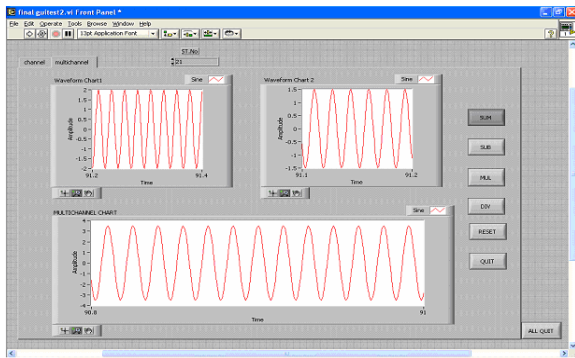 final guitest2.vi Front Panel *
File Edit Operate Tools Browse Window Help
13pt Application Font
ST.No
21
channel multichannel
Waveform Chart1
Sine
Amplitude
2
1.5
1
0.5
0
-0.5
-1
-1.5
-2
91.2
91.4
Time
Waveform Chart 2
Sine
Amplitude
1.5
1
0.5
0
-0.5
-1
-1.5
91.1
91.2
Time
SUM
SUB
MUL
DIV
RESET
QUIT
MULTICHANNEL CHART
Sine
Amplitude
4
3
2
1
0
-1
-2
-3
-4
90.8
91
Time
ALL QUIT